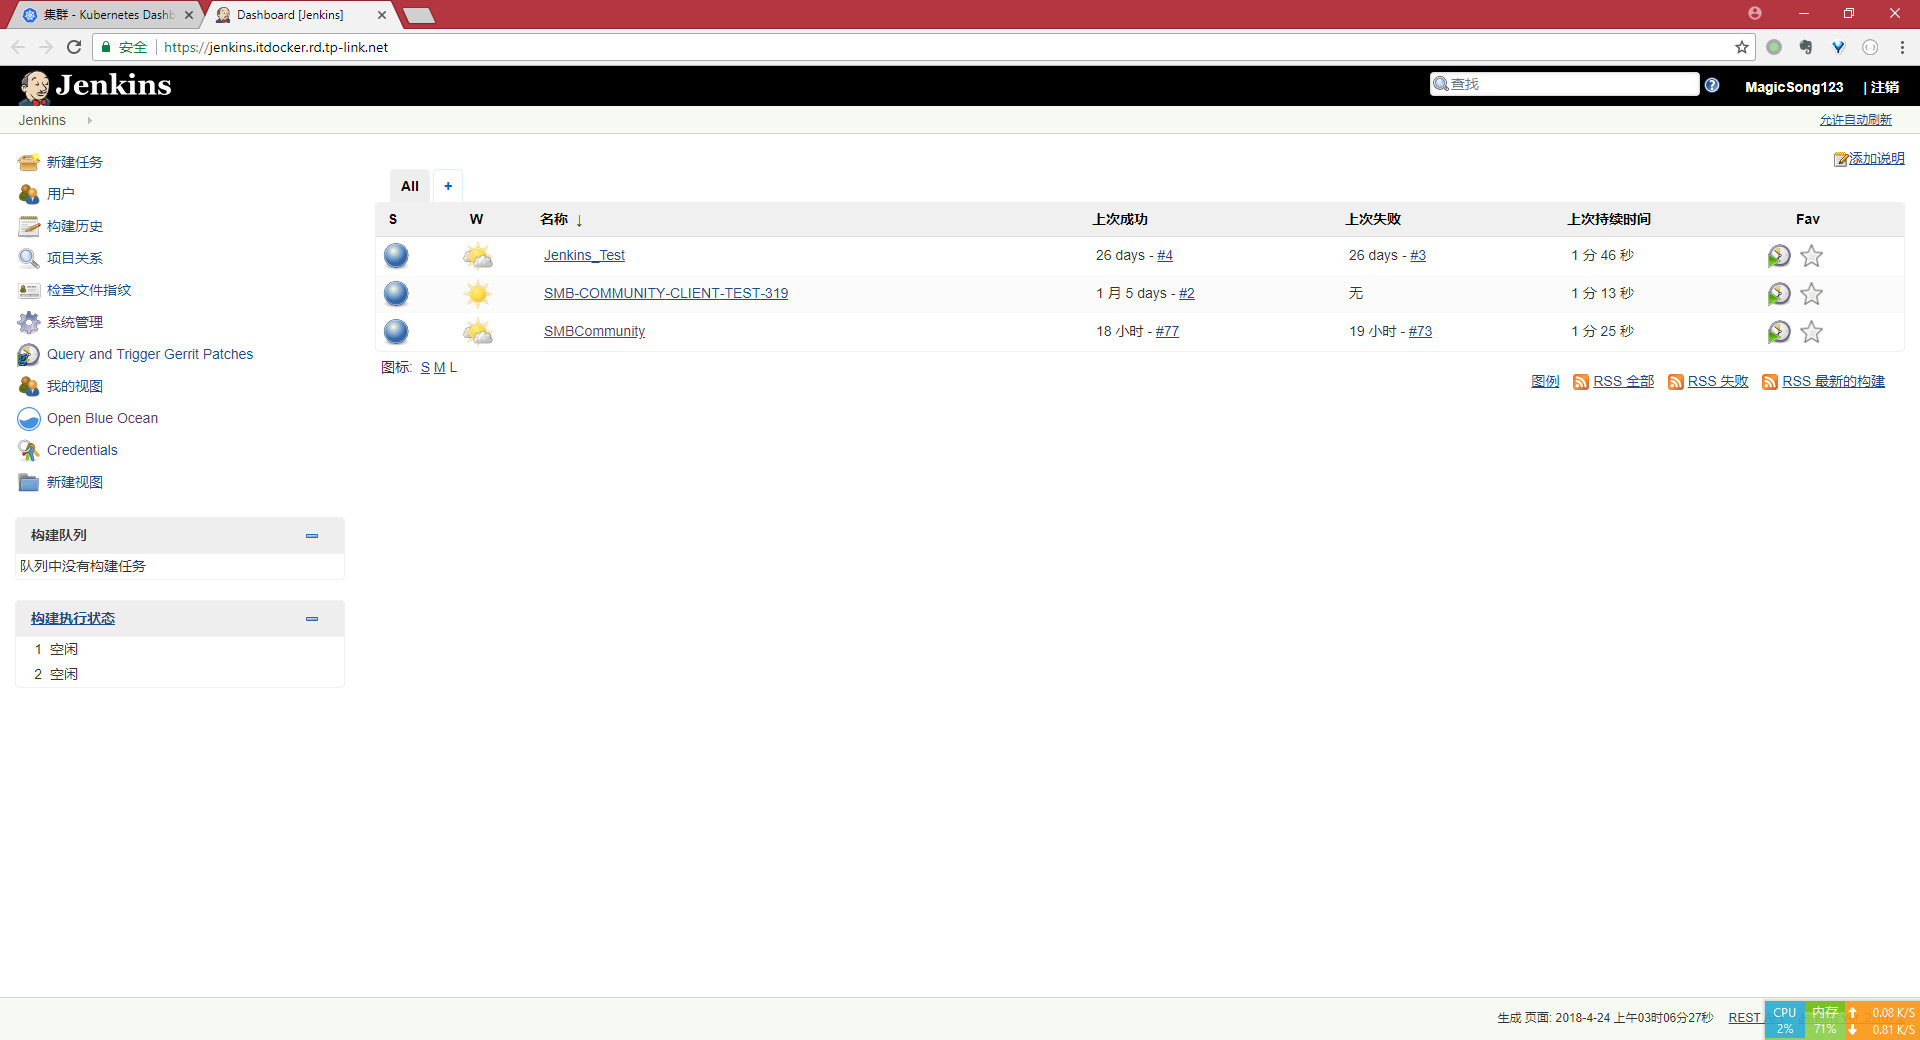 集群 - Kubernetes Dashb
Dashboard [Jenkins]
安全 https://jenkins.itdocker.rd.tp-link.net
Jenkins
查找
MagicSong123 | 注销
Jenkins
允许自动刷新
新建任务
用户
构建历史
项目关系
检查文件指纹
系统管理
Query and Trigger Gerrit Patches
我的视图
Open Blue Ocean
Credentials
新建视图
构建队列
队列中没有构建任务
构建执行状态
1 空闲
2 空闲
添加说明
All +
S W 名称 ↓ 上次成功 上次失败 上次持续时间 Fav
Jenkins_Test 26 days - #4 26 days - #3 1 分 46 秒
SMB-COMMUNITY-CLIENT-TEST-319 1 月 5 days - #2 无 1 分 13 秒
SMBCommunity 18 小时 - #77 19 小时 - #73 1 分 25 秒
图标: S M L
图例 RSS 全部 RSS 失败 RSS 最新的构建
生成 页面: 2018-4-24 上午03时06分27秒 REST
CPU 内存 0.08 K/S
2% 71% 0.81 K/S